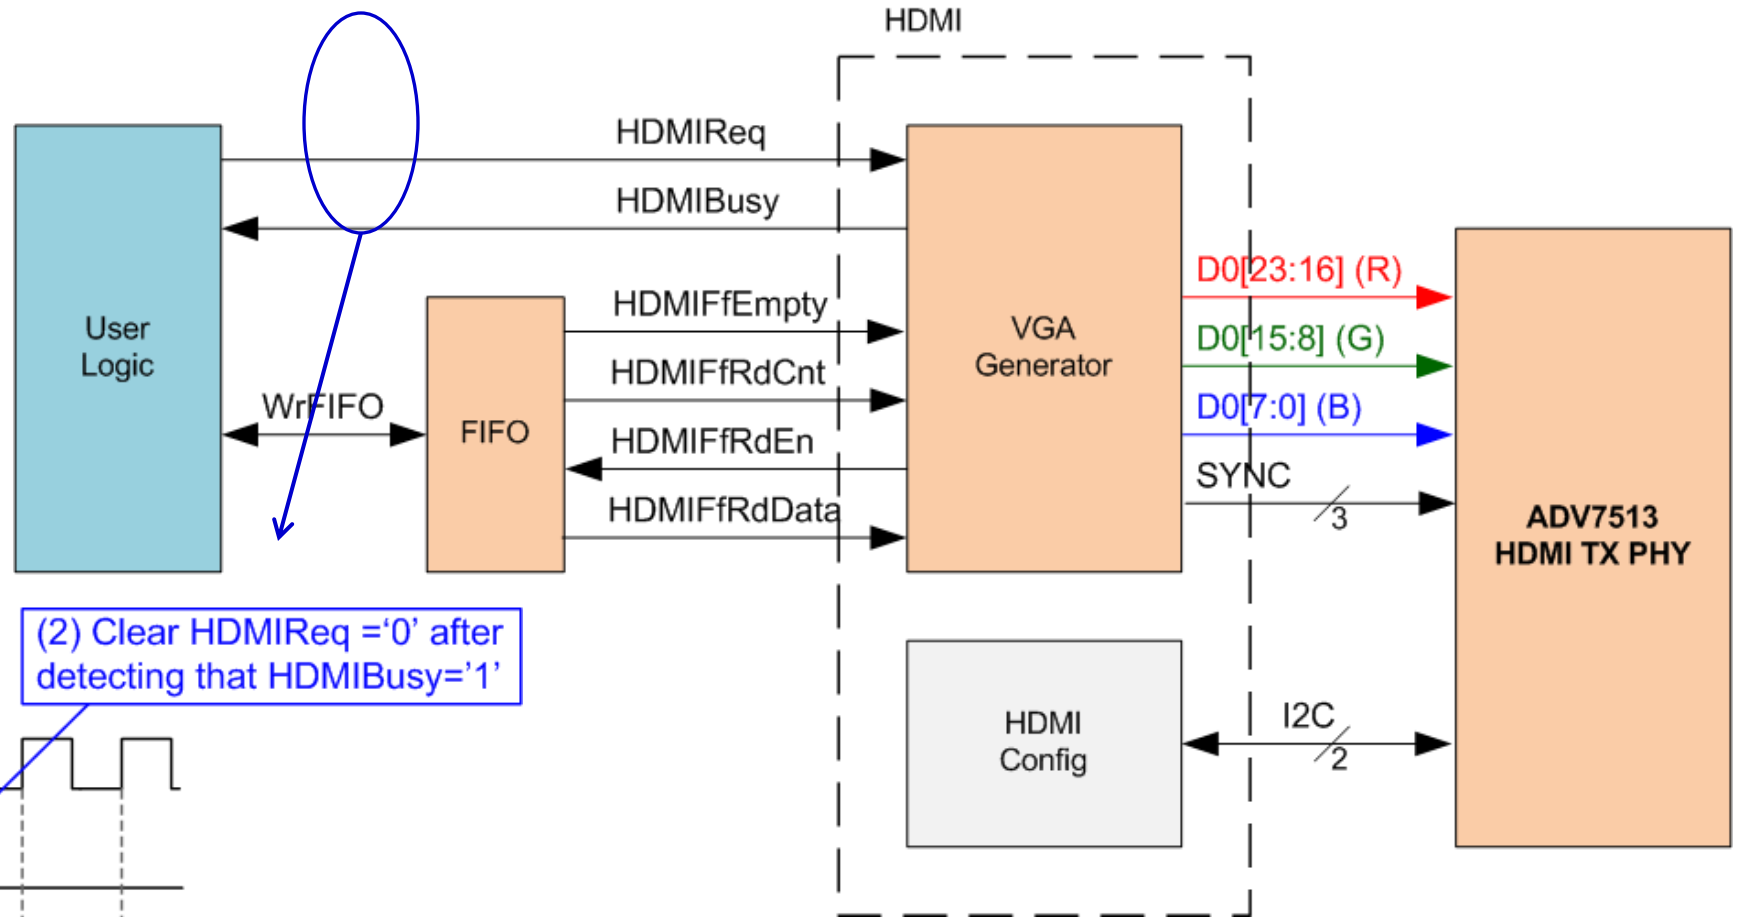 HDMI
HDMIReq
HDMIBusy
User
Logic
WrFIFO
FIFO
HDMIFfEmpty
HDMIFfRdCnt
HDMIFfRdEn
HDMIFfRdData
VGA
Generator
D0[23:16] (R)
D0[15:8] (G)
D0[7:0] (B)
SYNC
3
ADV7513
HDMI TX PHY
(2) Clear HDMIReq =‘0’ after
detecting that HDMIBusy=’1’
HDMI
Config
I2C
2